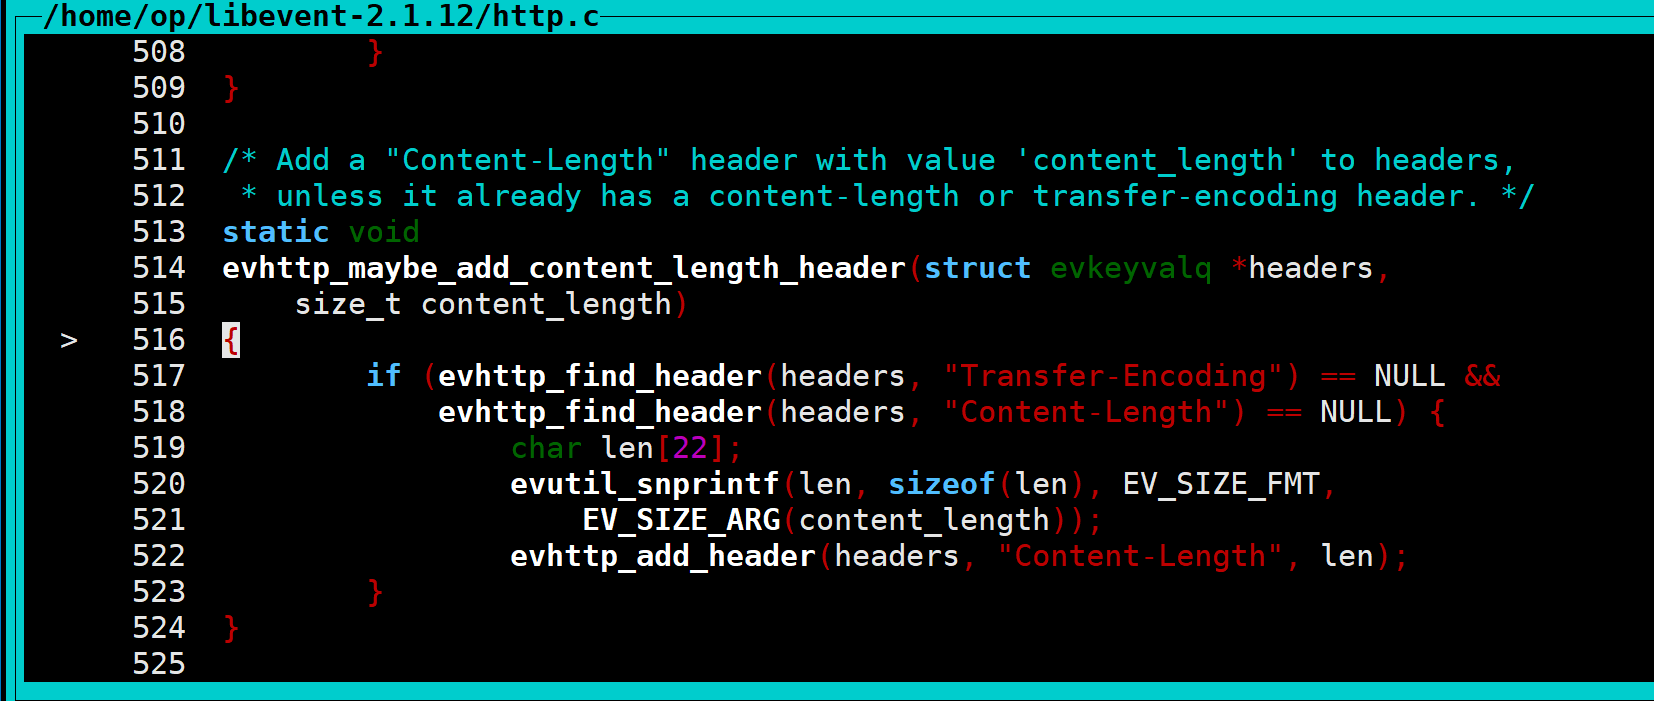 /home/op/libevent-2.1.12/http.c
508 }
509 }
510
511 /* Add a "Content-Length" header with value 'content_length' to headers,
512 * unless it already has a content-length or transfer-encoding header. */
513 static void
514 evhttp_maybe_add_content_length_header(struct evkeyvalq *headers,
515 size_t content_length)
> 516 {
517 if (evhttp_find_header(headers, "Transfer-Encoding") == NULL &&
518 evhttp_find_header(headers, "Content-Length") == NULL) {
519 char len[22];
520 evutil_snprintf(len, sizeof(len), EV_SIZE_FMT,
521 EV_SIZE_ARG(content_length));
522 evhttp_add_header(headers, "Content-Length", len);
523 }
524 }
525